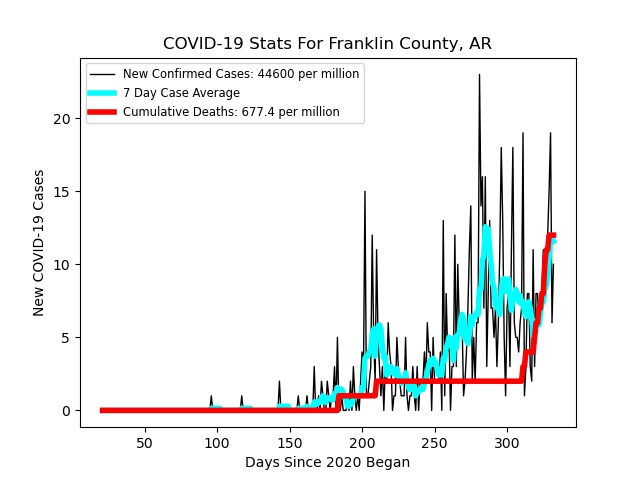 COVID-19 Stats For Franklin County, AR
New Confirmed Cases: 44600 per million
7 Day Case Average
Cumulative Deaths: 677.4 per million
New COVID-19 Cases
20
15
10
5
0
50 100 150 200 250 300
Days Since 2020 Began